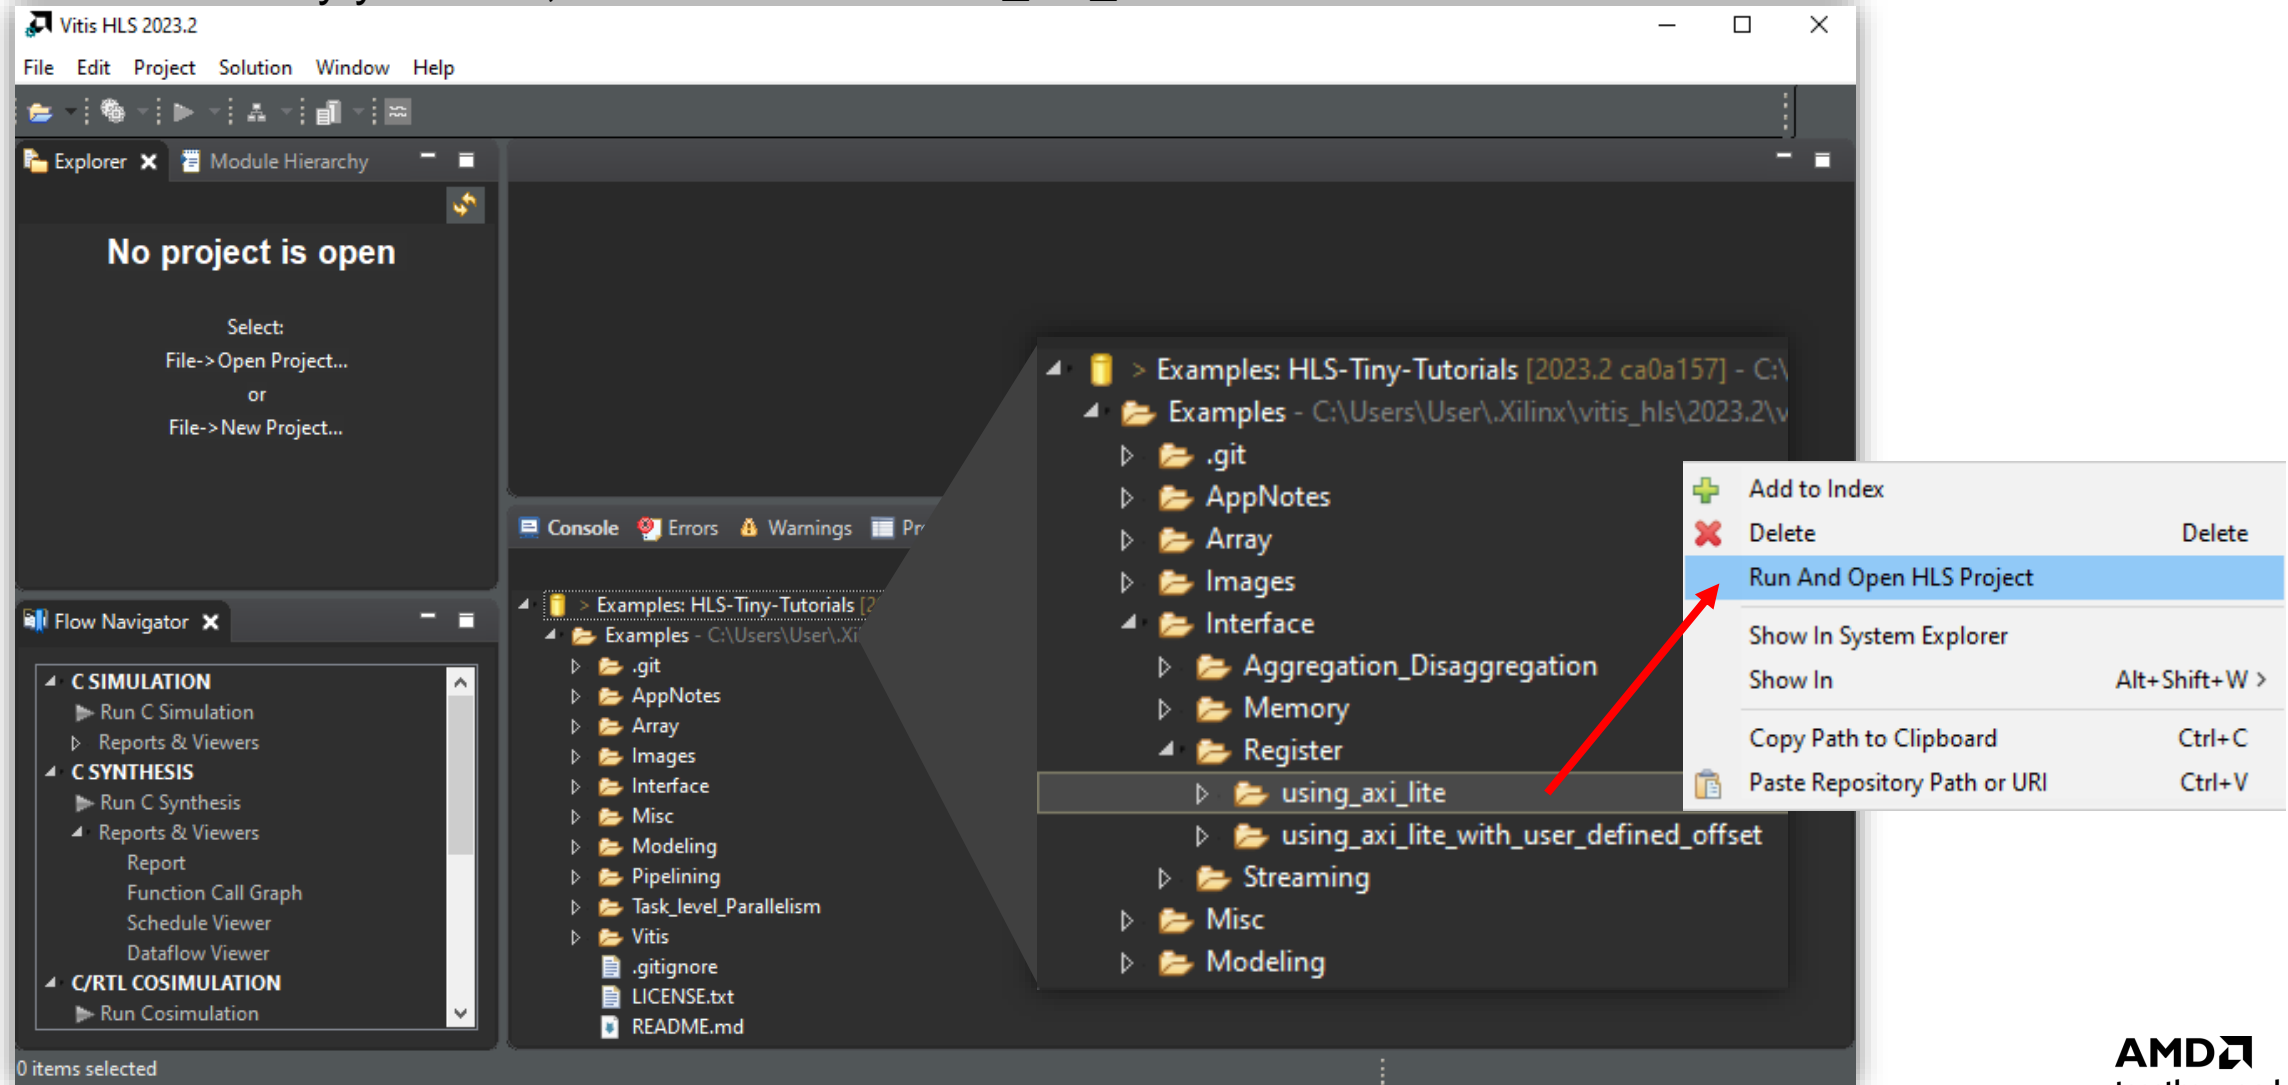 Vitis HLS 2023.2
File Edit Project Solution Window Help
Explorer Module Hierarchy
No project is open
Select:
File->Open Project...
or
File->New Project...
Flow Navigator
C SIMULATION
Run C Simulation
Reports & Viewers
C SYNTHESIS
Run C Synthesis
Reports & Viewers
Report
Function Call Graph
Schedule Viewer
Dataflow Viewer
C/RTL COSIMULATION
Run Cosimulation
0 items selected
Console Errors Warnings Pr
> Examples: HLS-Tiny-Tutorials [2
Examples - C:\Users\User\.Xi
.git
AppNotes
Array
Images
Interface
Misc
Modeling
Pipelining
Task_level_Parallelism
Vitis
.gitignore
LICENSE.txt
README.md
> Examples: HLS-Tiny-Tutorials [2023.2 ca0a157] - C:\
Examples - C:\Users\User\.Xilinx\vitis_hls\2023.2\v
.git
AppNotes
Array
Images
Interface
Aggregation_Disaggregation
Memory
Register
using_axi_lite
using_axi_lite_with_user_defined_offset
Streaming
Misc
Modeling
Add to Index
Delete Delete
Run And Open HLS Project
Show In System Explorer
Show In Alt+Shift+W >
Copy Path to Clipboard Ctrl+C
Paste Repository Path or URI Ctrl+V
AMD